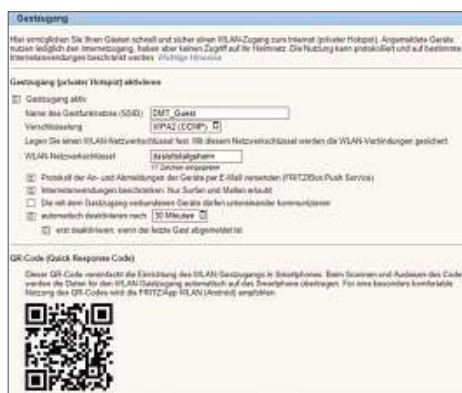 Gastzugang
Hier ermöglichen Sie Ihren Gästen schnell und sicher einen WLAN-Zugang zum Internet (privater Hotspot). Angemeldete Geräte
nutzen lediglich den Internetzugang, haben aber keinen Zugriff auf Ihr Heimnetz. Die Nutzung kann protokolliert und auf bestimmte
Internetanwendungen beschränkt werden. Wichtige Hinweise
Gastzugang (privater Hotspot) aktivieren
Gastzugang aktiv
Name des Gastfunknetzes (SSID) DMT_Guest
Verschlüsselung WPA2 (CCMP)
Legen Sie einen WLAN-Netzwerkschlüssel fest. Mit diesem Netzwerkschlüssel werden die WLAN-Verbindungen gesichert.
WLAN-Netzwerkschlüssel dasisttotalgeheim
17 Zeichen eingegeben
Protokoll der An- und Abmeldungen der Geräte per E-Mail versenden (FRITZ!Box Push Service)
Internetanwendungen beschränken: Nur Surfen und Mailen erlaubt
Die mit dem Gastzugang verbundenen Geräte dürfen untereinander kommunizieren
automatisch deaktivieren nach 30 Minuten
erst deaktivieren, wenn der letzte Gast abgemeldet ist
QR-Code (Quick Response Code)
Dieser QR-Code vereinfacht die Einrichtung des WLAN-Gastzugangs in Smartphones. Beim Scannen und Auslesen des Codes
werden die Daten für den WLAN-Gastzugang automatisch auf das Smartphone übertragen. Für eine besonders komfortable
Nutzung des QR-Codes wird die FRITZ!App WLAN (Android) empfohlen.